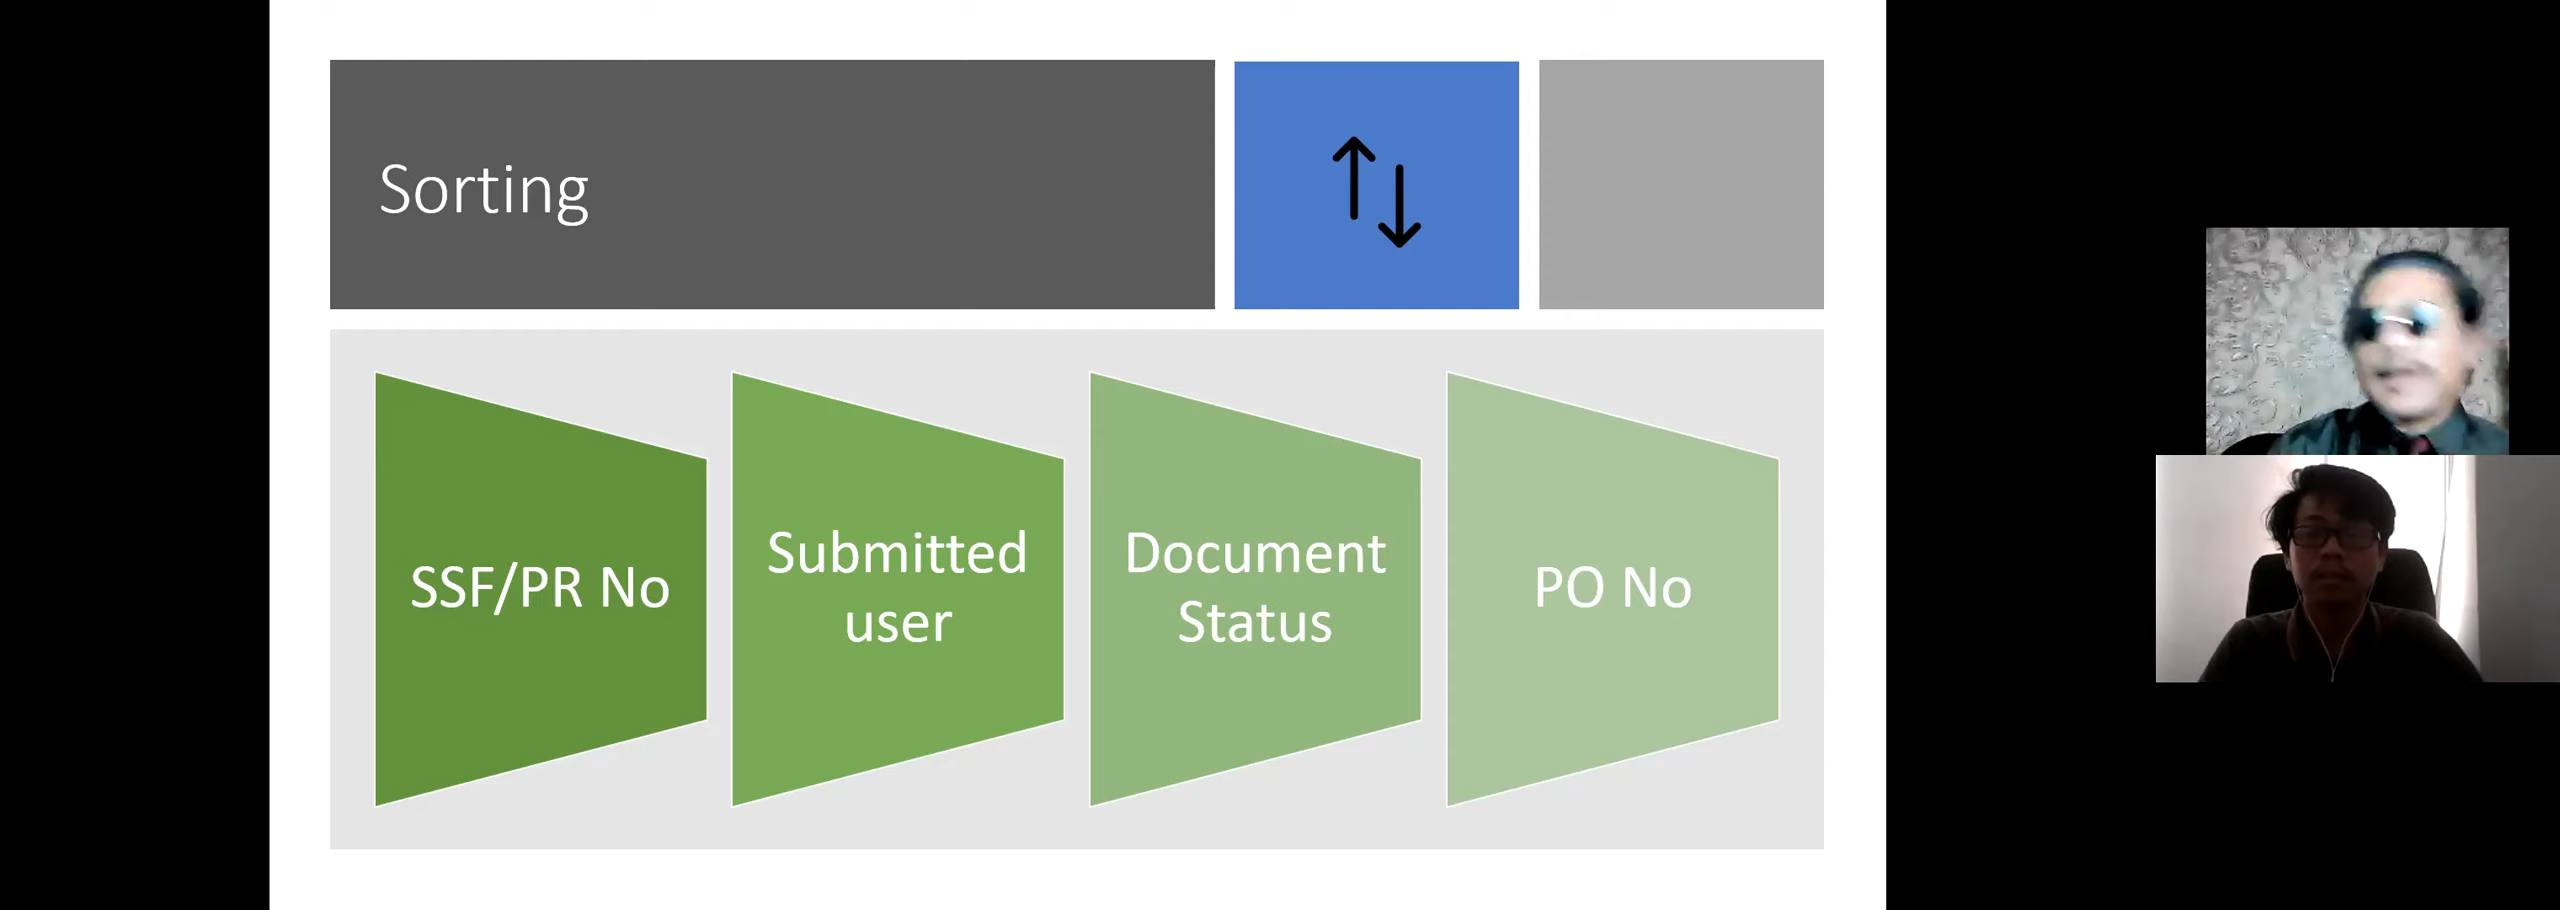 Sorting
SSF/PR No
Submitted
user
Document
Status
PO No